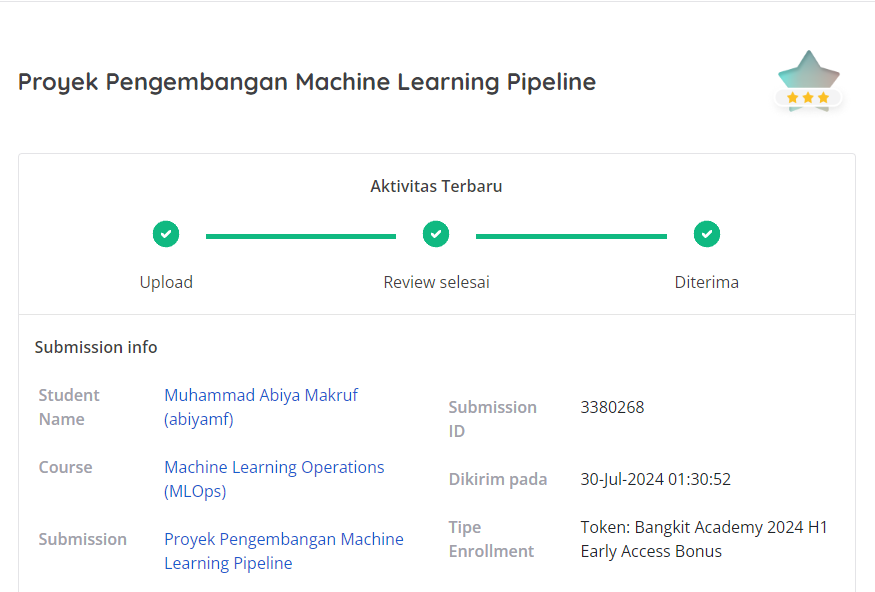 Proyek Pengembangan Machine Learning Pipeline
Aktivitas Terbaru
Upload
Review selesai
Diterima
Submission info
Student
Name
Muhammad Abiya Makruf
(abiyamf)
Course
Machine Learning Operations
(MLOps)
Submission
Proyek Pengembangan Machine
Learning Pipeline
Submission
ID
3380268
Dikirim pada
30-Jul-2024 01:30:52
Tipe
Enrollment
Token: Bangkit Academy 2024 H1
Early Access Bonus